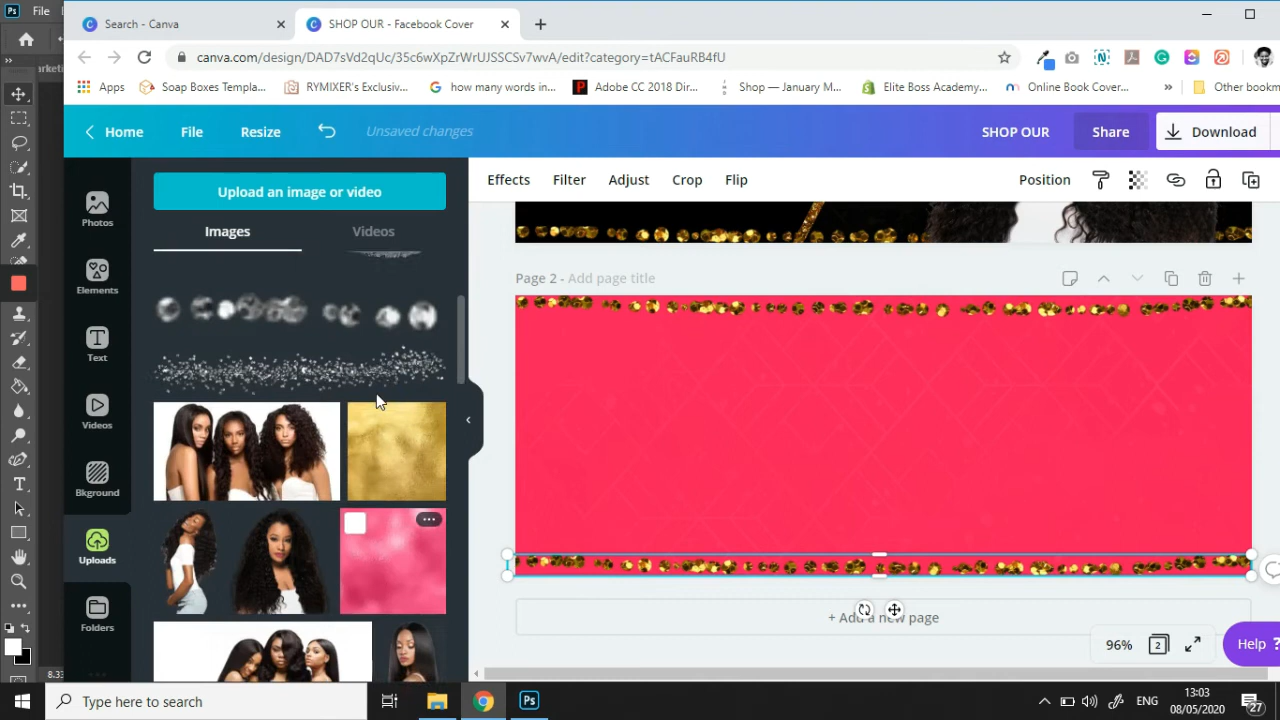 File
Search - Canva
SHOP OUR - Facebook Cover
canva.com/design/DAD7sVd2qUc/35c6wXpZrWrUJSSCSv7wvA/edit?category=tACFauRB4fU
Apps
Soap Boxes Templa...
RYMIXER'S Exclusiv...
how many words in...
Adobe CC 2018 Dir...
Shop — January M...
Elite Boss Academy...
Online Book Cover...
»
Other bookm
Home
File
Resize
Unsaved changes
SHOP OUR
Share
Download
Upload an image or video
Effects
Filter
Adjust
Crop
Flip
Position
Images
Videos
Photos
Elements
Text
Videos
Bkground
Uploads
Folders
Page 2 - Add page title
+ Add a new page
96%
2
Help ?
8.33
Type here to search
Ps
ENG
13:03
08/05/2020
27